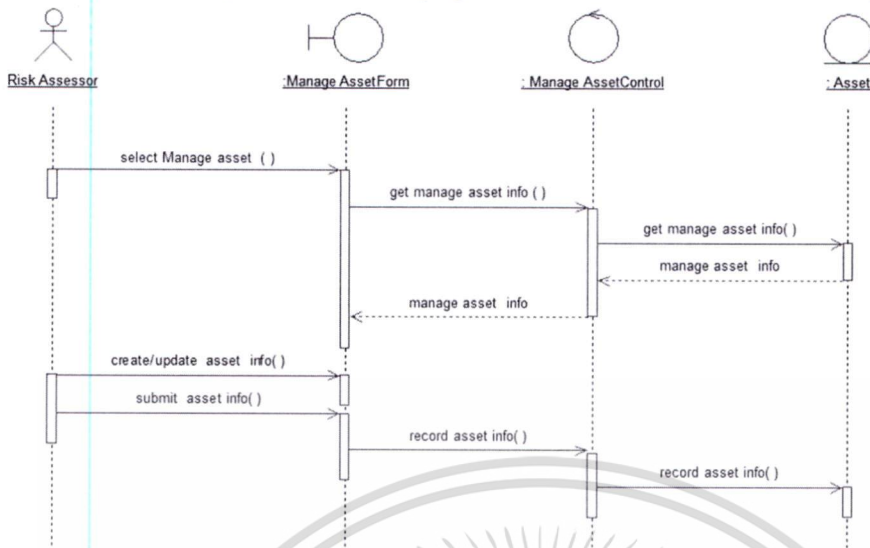 Risk Assessor
:Manage AssetForm
: Manage AssetControl
: Asset
select Manage asset ( )
get manage asset info ( )
get manage asset info( )
manage asset info
manage asset info
create/update asset info( )
submit asset info( )
record asset info( )
record asset info( )